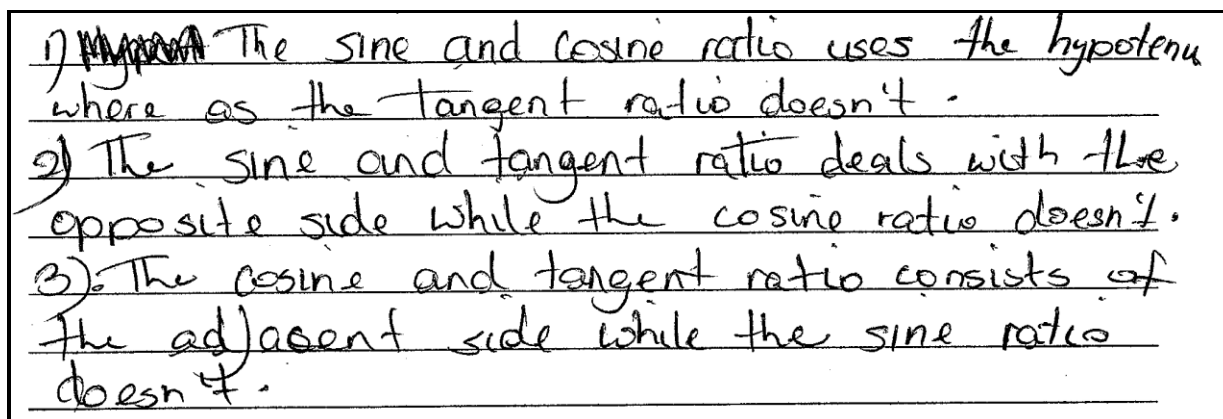 1) The sine and cosine ratio uses the hypotenu
where as the tangent ratio doesn't.
2) The sine and tangent ratio deals with the
opposite side while the cosine ratio doesn't.
3). The cosine and tangent ratio consists of
the adjacent side while the sine ratio
doesn't.